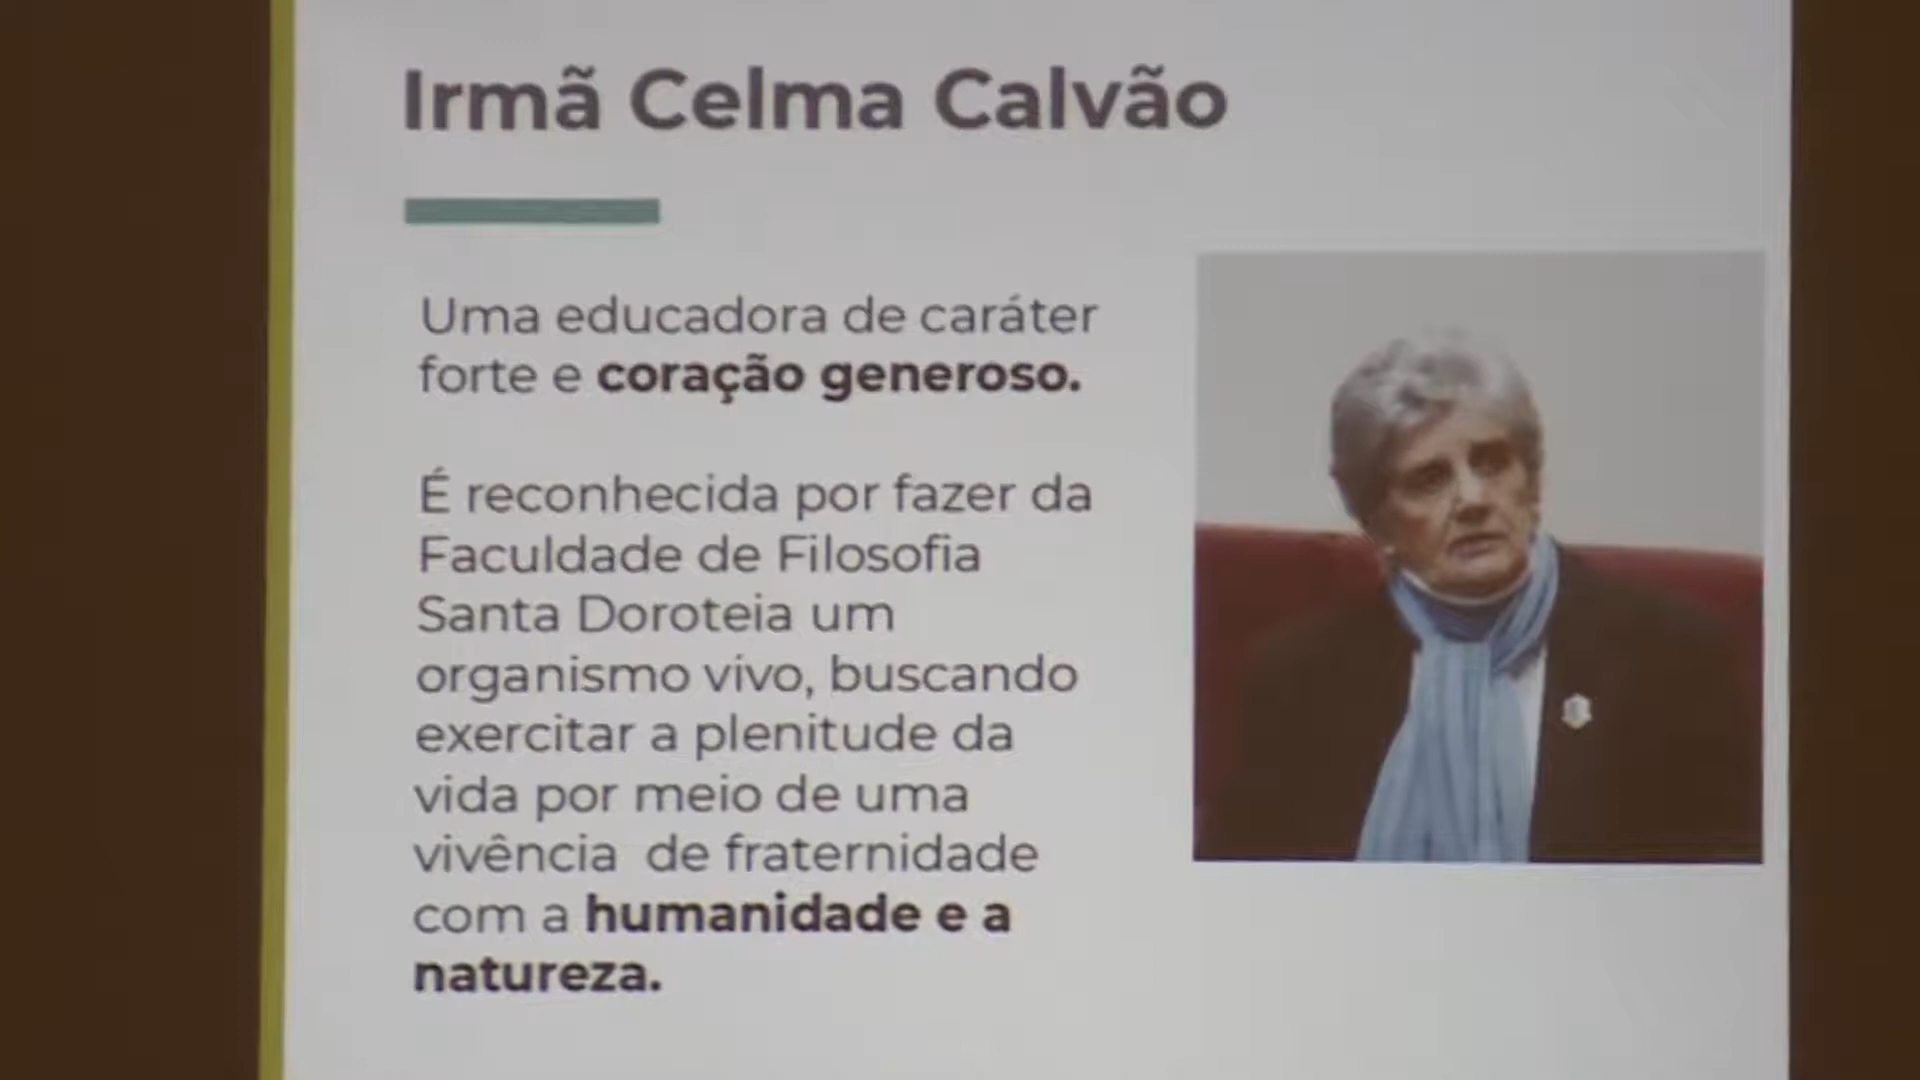 Irmã Celma Calvão
Uma educadora de caráter
forte e coração generoso.
É reconhecida por fazer da
Faculdade de Filosofia
Santa Doroteia um
organismo vivo, buscando
exercitar a plenitude da
vida por meio de uma
vivência de fraternidade
com a humanidade e a
natureza.